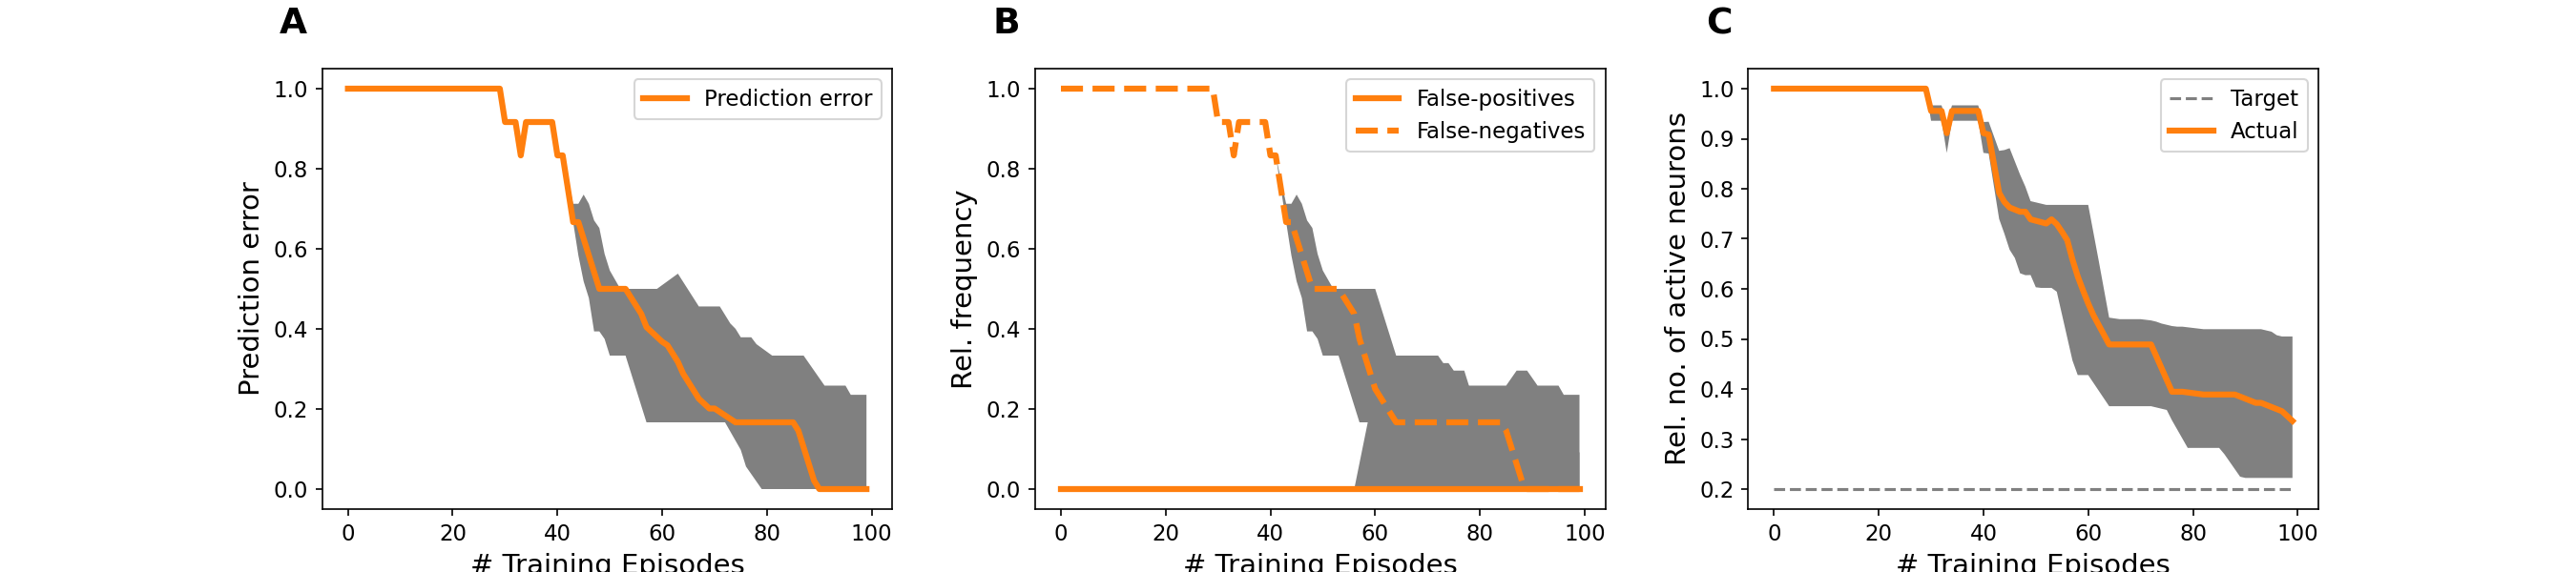 A
Prediction error
1.0
0.8
0.6
0.4
0.2
0.0
Prediction error
0
20
40
60
80
100
# Training Episodes
B
Rel. frequency
1.0
0.8
0.6
0.4
0.2
0.0
False-positives
False-negatives
0
20
40
60
80
100
# Training Episodes
C
Rel. no. of active neurons
1.0
0.9
0.8
0.7
0.6
0.5
0.4
0.3
0.2
Target
Actual
0
20
40
60
80
100
# Training Episodes